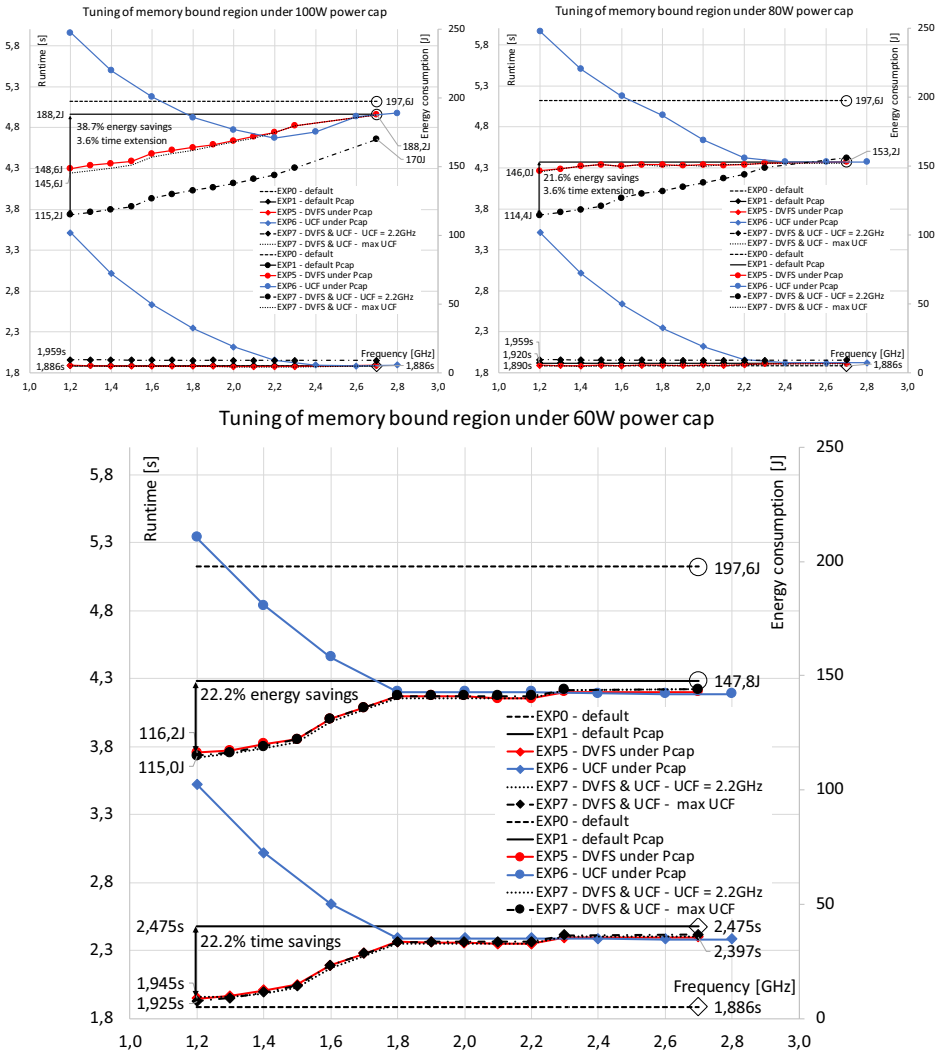 Tuning of memory bound region under 100W power cap
Runtime [s]
Energy consumption [J]
5,8
5,3
4,8
4,3
3,8
3,3
2,8
2,3
1,8
250
200
150
100
50
0
197,6J
188,2J
38.7% energy savings
3.6% time extension
188,2J
170J
148,6J
145,6J
115,2J
EXP0 - default
EXP1 - default Pcap
EXP5 - DVFS under Pcap
EXP6 - UCF under Pcap
EXP7 - DVFS & UCF - UCF = 2.2GHz
EXP7 - DVFS & UCF - max UCF
EXP0 - default
EXP1 - default Pcap
EXP5 - DVFS under Pcap
EXP6 - UCF under Pcap
EXP7 - DVFS & UCF - UCF = 2.2GHz
EXP7 - DVFS & UCF - max UCF
1,959s
1,886s
Frequency [GHz]
1,886s
1,0 1,2 1,4 1,6 1,8 2,0 2,2 2,4 2,6 2,8 3,0
Tuning of memory bound region under 80W power cap
Runtime [s]
Energy consumption [J]
5,8
5,3
4,8
4,3
3,8
3,3
2,8
2,3
1,8
250
200
150
100
50
0
197,6J
153,2J
146,0J
21.6% energy savings
3.6% time extension
114,4J
EXP0 - default
EXP1 - default Pcap
EXP5 - DVFS under Pcap
EXP6 - UCF under Pcap
EXP7 - DVFS & UCF - UCF = 2.2GHz
EXP7 - DVFS & UCF - max UCF
EXP0 - default
EXP1 - default Pcap
EXP5 - DVFS under Pcap
EXP6 - UCF under Pcap
EXP7 - DVFS & UCF - UCF = 2.2GHz
EXP7 - DVFS & UCF - max UCF
1,959s
1,920s
1,890s
Frequency [GHz]
1,886s
1,0 1,2 1,4 1,6 1,8 2,0 2,2 2,4 2,6 2,8 3,0
Tuning of memory bound region under 60W power cap
Runtime [s]
Energy consumption [J]
5,8
5,3
4,8
4,3
3,8
3,3
2,8
2,3
1,8
250
200
150
100
50
0
197,6J
147,8J
22.2% energy savings
116,2J
115,0J
EXP0 - default
EXP1 - default Pcap
EXP5 - DVFS under Pcap
EXP6 - UCF under Pcap
EXP7 - DVFS & UCF - UCF = 2.2GHz
EXP7 - DVFS & UCF - max UCF
EXP0 - default
EXP1 - default Pcap
EXP5 - DVFS under Pcap
EXP6 - UCF under Pcap
EXP7 - DVFS & UCF - UCF = 2.2GHz
EXP7 - DVFS & UCF - max UCF
2,475s
2,475s
22.2% time savings
2,397s
1,945s
1,925s
Frequency [GHz]
1,886s
1,0 1,2 1,4 1,6 1,8 2,0 2,2 2,4 2,6 2,8 3,0